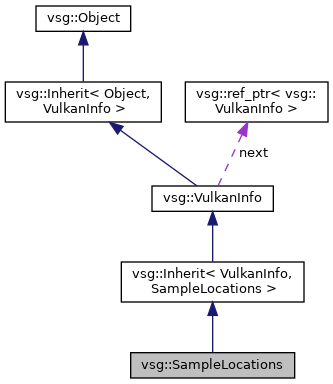 vsg::Object
vsg::Inherit< Object,
VulkanInfo >
vsg::ref_ptr< vsg::
VulkanInfo >
next
vsg::VulkanInfo
vsg::Inherit< VulkanInfo,
SampleLocations >
vsg::SampleLocations